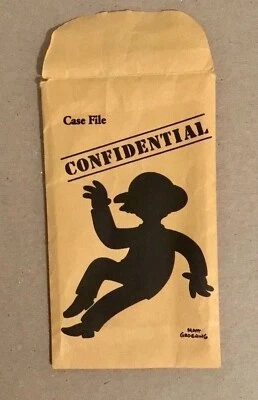 Case File
CONFIDENTIAL
MATT
GROENING